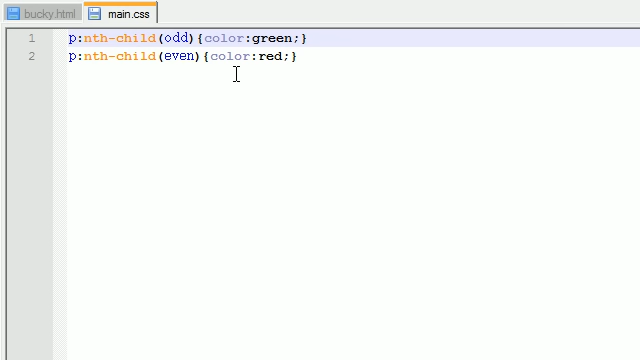 bucky.html main.css
1 p:nth-child(odd){color:green;}
2 p:nth-child(even){color:red;}